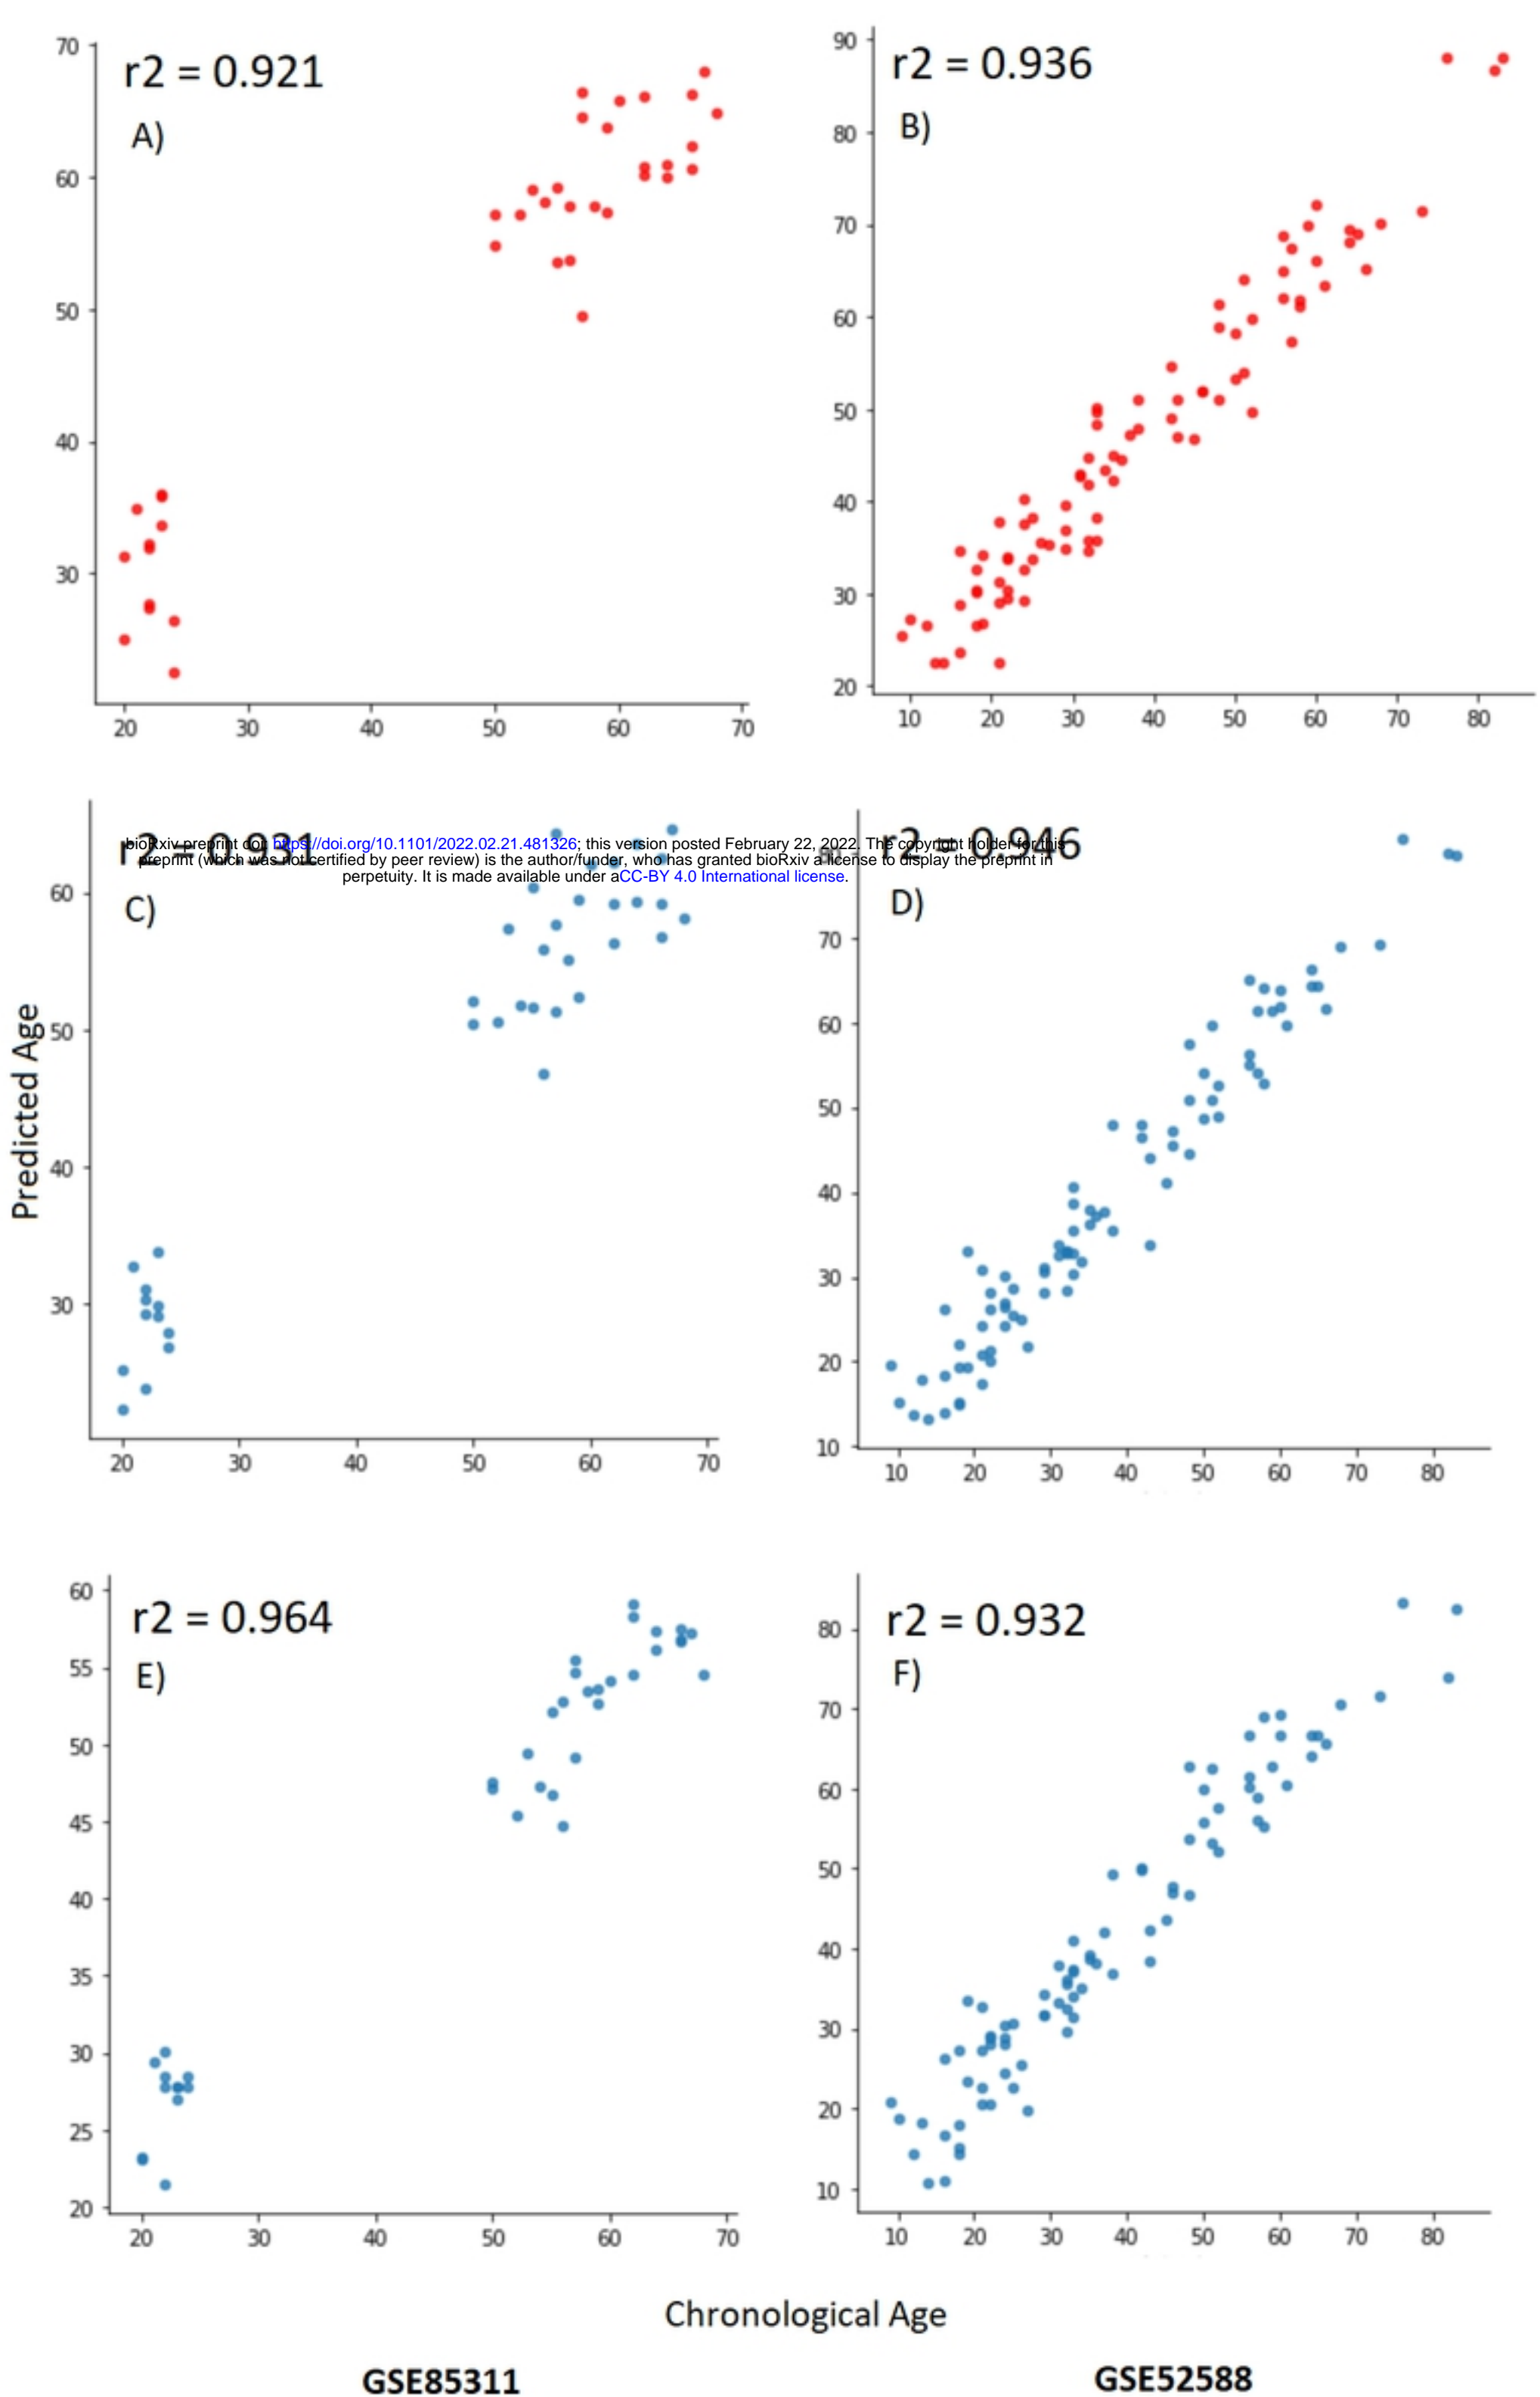 r2 = 0.921
A)
70
60
50
40
30
20 30 40 50 60 70
r2 = 0.936
B)
90
80
70
60
50
40
30
20
10 20 30 40 50 60 70 80
bioRxiv preprint doi: https://doi.org/10.1101/2022.02.21.481326; this version posted February 22, 2022. The copyright holder for this
preprint (which was not certified by peer review) is the author/funder, who has granted bioRxiv a license to display the preprint in
perpetuity. It is made available under aCC-BY 4.0 International license.
r2 = 0.931
C)
60
50
40
30
20 30 40 50 60 70
r2 = 0.946
D)
80
70
60
50
40
30
20
10
10 20 30 40 50 60 70 80
Predicted Age
r2 = 0.964
E)
60
55
50
45
40
35
30
25
20
20 30 40 50 60 70
r2 = 0.932
F)
80
70
60
50
40
30
20
10
10 20 30 40 50 60 70 80
Chronological Age
GSE85311 GSE52588